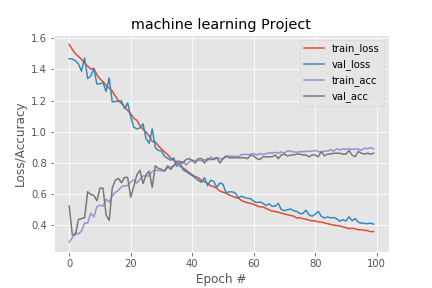 machine learning Project
Loss/Accuracy
1.6
1.4
1.2
1.0
0.8
0.6
0.4
train_loss
val_loss
train_acc
val_acc
0 20 40 60 80 100
Epoch #